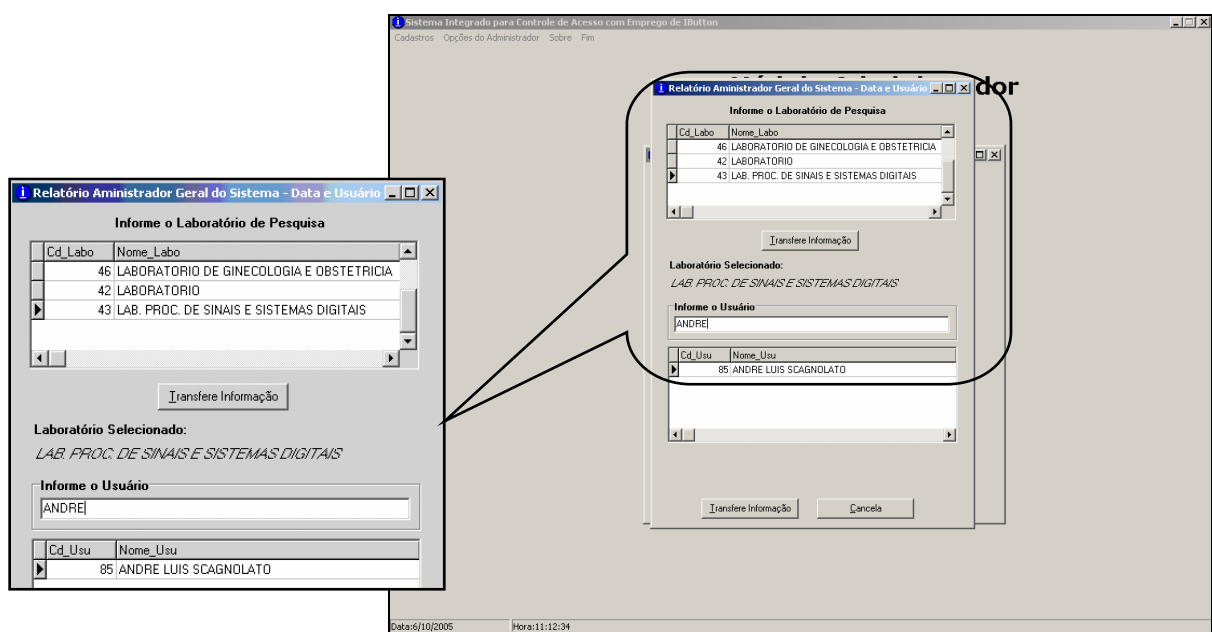 Sistema Integrado para Controle de Acesso com Emprego de IButton
Cadastros Opções do Administrador Sobre Fim
dor
Relatório Aministrador Geral do Sistema - Data e Usuário
Informe o Laboratório de Pesquisa
Cd_Labo Nome_Labo
46 LABORATORIO DE GINECOLOGIA E OBSTETRICIA
42 LABORATORIO
43 LAB. PROC. DE SINAIS E SISTEMAS DIGITAIS
Transfere Informação
Laboratório Selecionado:
LAB. PROC. DE SINAIS E SISTEMAS DIGITAIS
Informe o Usuário
ANDRE
Cd_Usu Nome_Usu
85 ANDRE LUIS SCAGNOLATO
Transfere Informação Cancela
Data:6/10/2005 Hora:11:12:34
Relatório Aministrador Geral do Sistema - Data e Usuário
Informe o Laboratório de Pesquisa
Cd_Labo Nome_Labo
46 LABORATORIO DE GINECOLOGIA E OBSTETRICIA
42 LABORATORIO
43 LAB. PROC. DE SINAIS E SISTEMAS DIGITAIS
Transfere Informação
Laboratório Selecionado:
LAB. PROC. DE SINAIS E SISTEMAS DIGITAIS
Informe o Usuário
ANDRE
Cd_Usu Nome_Usu
85 ANDRE LUIS SCAGNOLATO